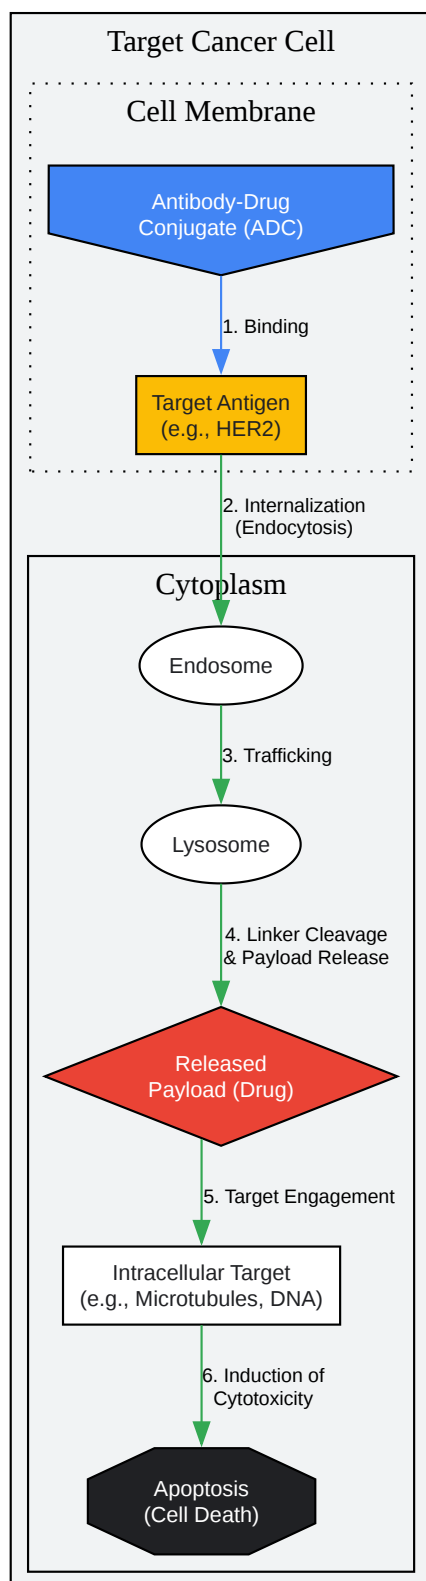 Target Cancer Cell
Cell Membrane
Antibody-Drug
Conjugate (ADC)
1. Binding
Target Antigen
(e.g., HER2)
2. Internalization
(Endocytosis)
Cytoplasm
Endosome
3. Trafficking
Lysosome
4. Linker Cleavage
& Payload Release
Released
Payload (Drug)
5. Target Engagement
Intracellular Target
(e.g., Microtubules, DNA)
6. Induction of
Cytotoxicity
Apoptosis
(Cell Death)